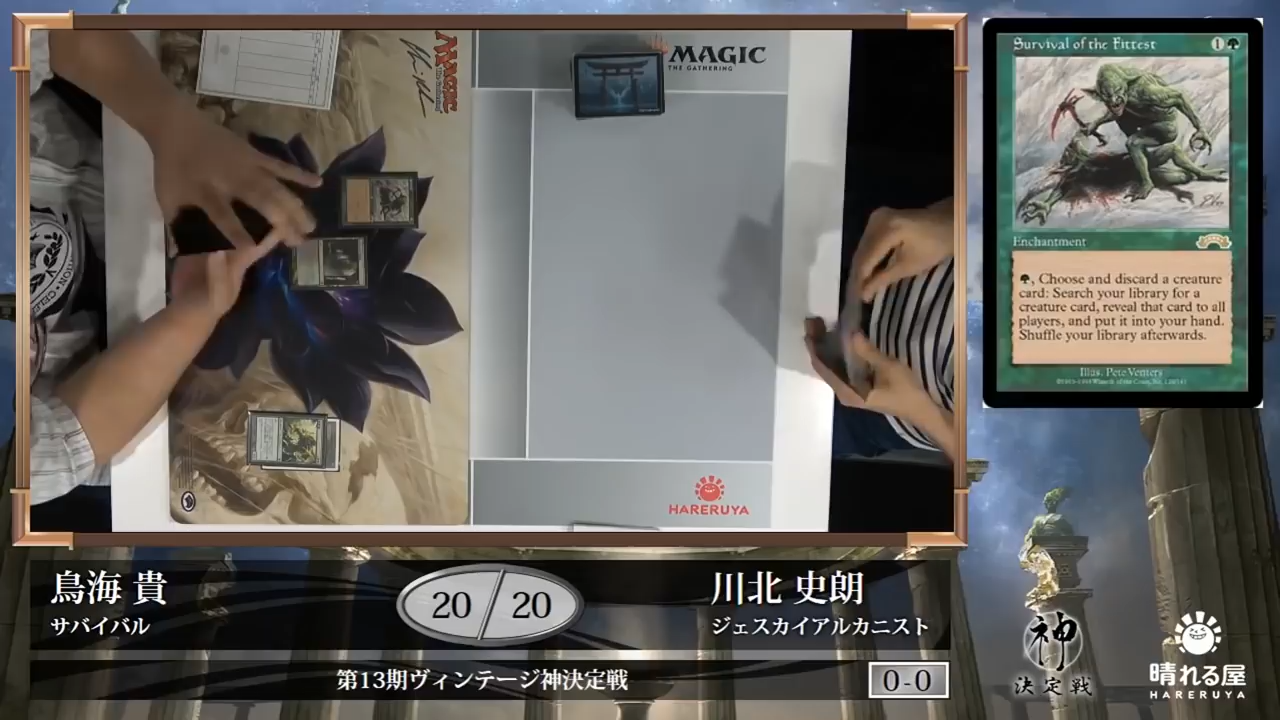 MAGIC
THE GATHERING
MAGIC
HARERUYA
Survival of the Fittest
1
Enchantment
, Choose and discard a creature
card: Search your library for a
creature card, reveal that card to all
players, and put it into your hand.
Shuffle your library afterwards.
Illus. Pete Venters
鳥海 貴
サバイバル
20 / 20
川北 史朗
ジェスカイアルカニスト
第13期ヴィンテージ神決定戦
0-0
神
決定戦
晴れる屋
HARERUYA